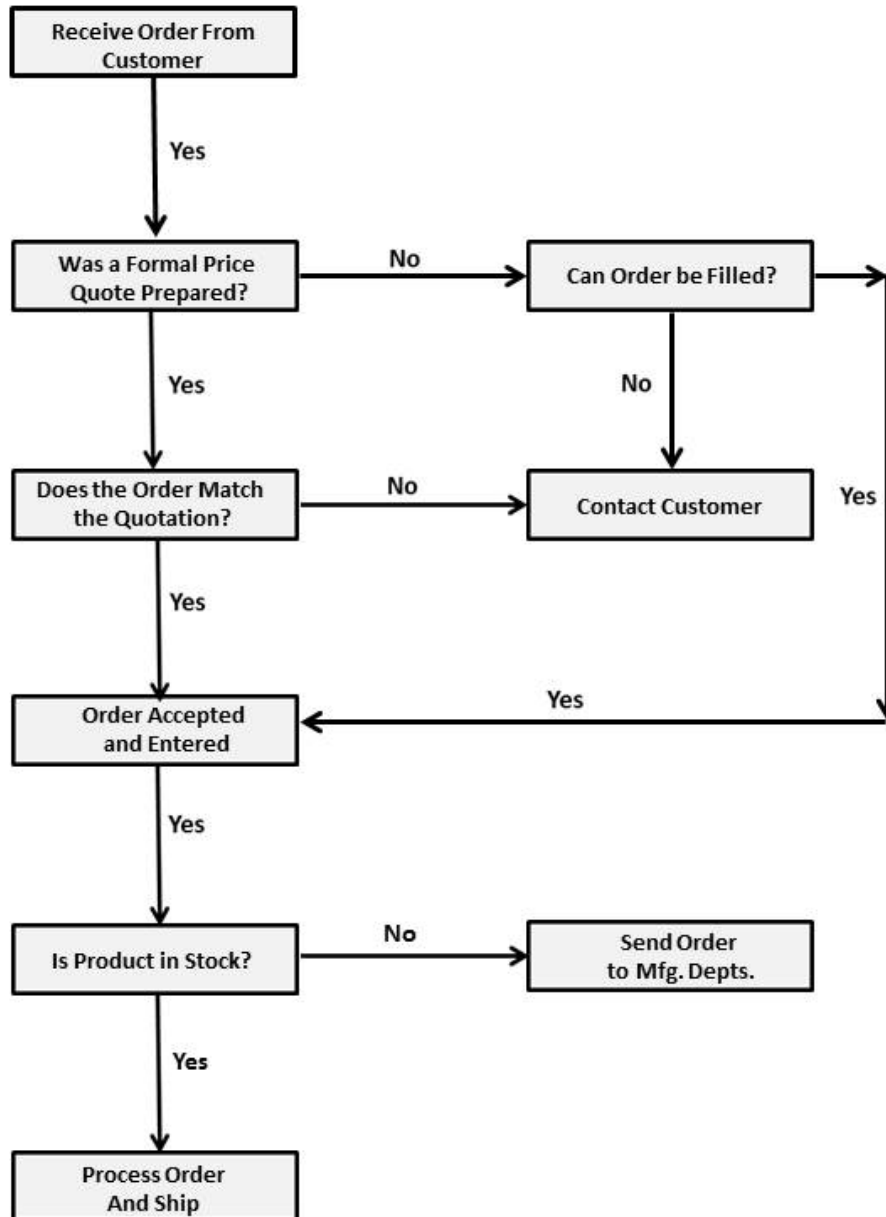 Receive Order From
Customer
Yes
Was a Formal Price
Quote Prepared?
No
Can Order be Filled?
Yes
No
Does the Order Match
the Quotation?
No
Contact Customer
Yes
Yes
Yes
Order Accepted
and Entered
Yes
Is Product in Stock?
No
Send Order
to Mfg. Depts.
Yes
Process Order
And Ship